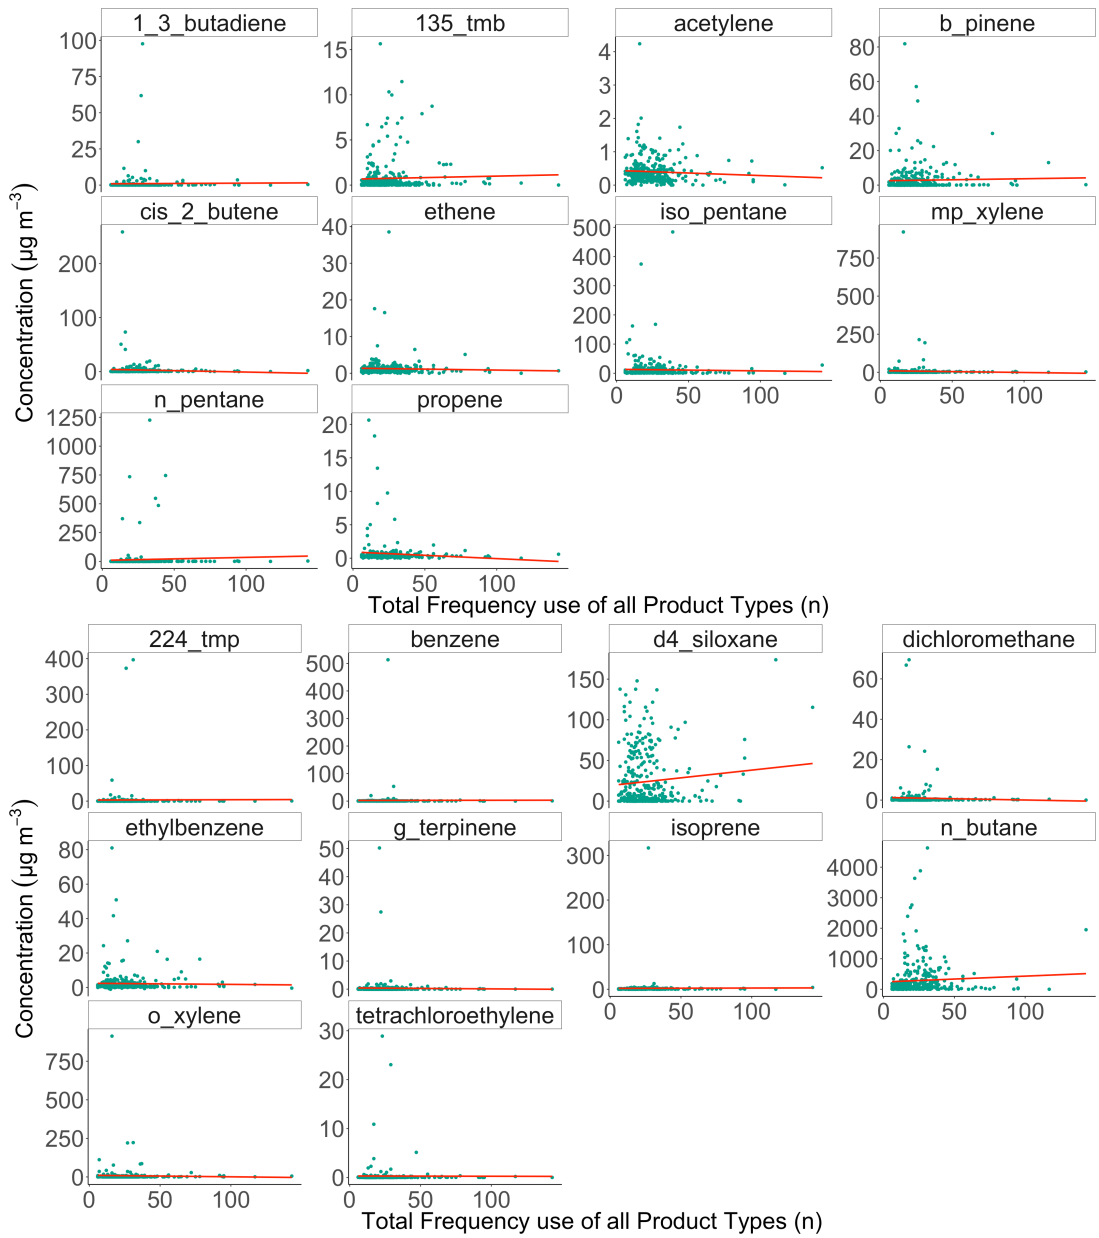 1_3_butadiene 135_tmb acetylene b_pinene
100 75 50 25 0
15 10 5 0
4 3 2 1 0
80 60 40 20 0
cis_2_butene ethene iso_pentane mp_xylene
200 100 0
40 30 20 10 0
500 400 300 200 100 0
750 500 250 0
50 100
50 100
n_pentane propene
1250 1000 750 500 250 0
20 15 10 5 0
0 50 100
0 50 100
Concentration (µg m−3)
Total Frequency use of all Product Types (n)
224_tmp benzene d4_siloxane dichloromethane
400 300 200 100 0
500 400 300 200 100 0
150 100 50 0
60 40 20 0
ethylbenzene g_terpinene isoprene n_butane
80 60 40 20 0
50 40 30 20 10 0
300 200 100 0
4000 3000 2000 1000 0
0 50 100
0 50 100
o_xylene tetrachloroethylene
750 500 250 0
30 20 10 0
0 50 100
0 50 100
Concentration (µg m−3)
Total Frequency use of all Product Types (n)